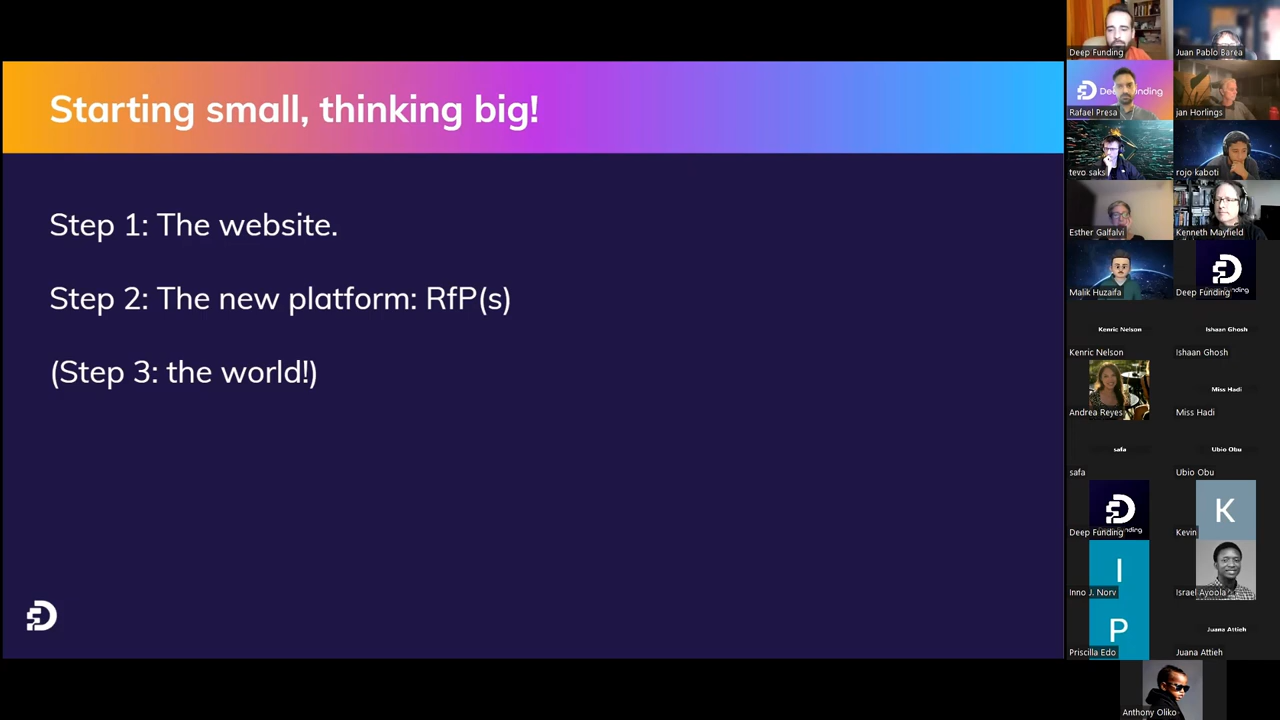 Starting small, thinking big!
Step 1: The website.
Step 2: The new platform: RfP(s)
(Step 3: the world!)
Deep Funding
Juan Pablo Barea
Rafael Presa
jan Horlings
tevo saks
rojo kaboti
Esther Galfalvi
Kenneth Mayfield
Malik Huzaifa
Deep Funding
Kenric Nelson
Ishaan Ghosh
Kenric Nelson
Ishaan Ghosh
Miss Hadi
Andrea Reyes
Miss Hadi
safa
Ubio Obu
safa
Ubio Obu
Deep Funding
K
Kevin
I
Inno J. Norv
Israel Ayoola
P
Juana Attieh
Priscilla Edo
Juana Attieh
Anthony Oliko